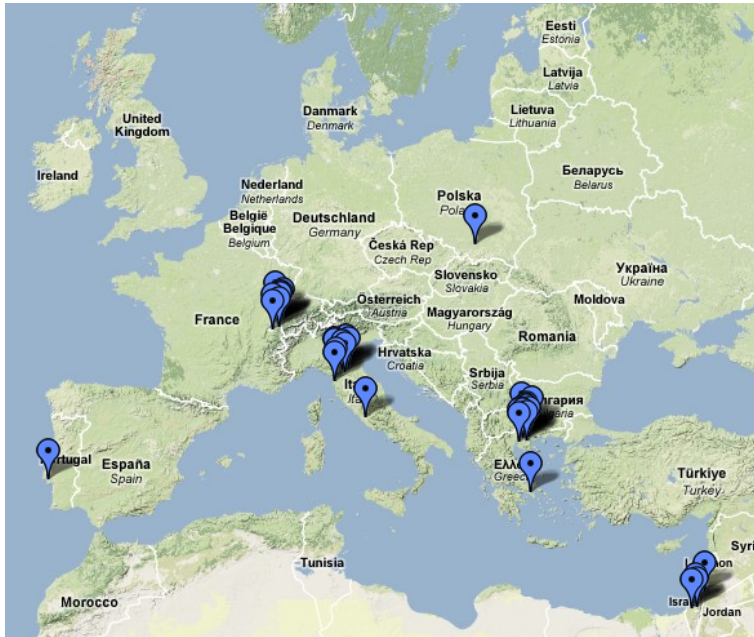 Eesti
Estonia
Latvija
Latvia
Danmark
Denmark
Lietuva
Lithuania
United
Kingdom
Ireland
Беларусь
Belarus
Nederland
Netherlands
Polska
België
Belgique
Belgium
Deutschland
Germany
Česká Rep
Czech Rep
Slovensko
Slovakia
Україна
Ukraine
Österreich
Austria
Magyarország
Hungary
Moldova
France
Romania
Hrvatska
Croatia
Srbija
Serbia
España
Spain
Türkiye
Turkey
Tunisia
Morocco
Jordan